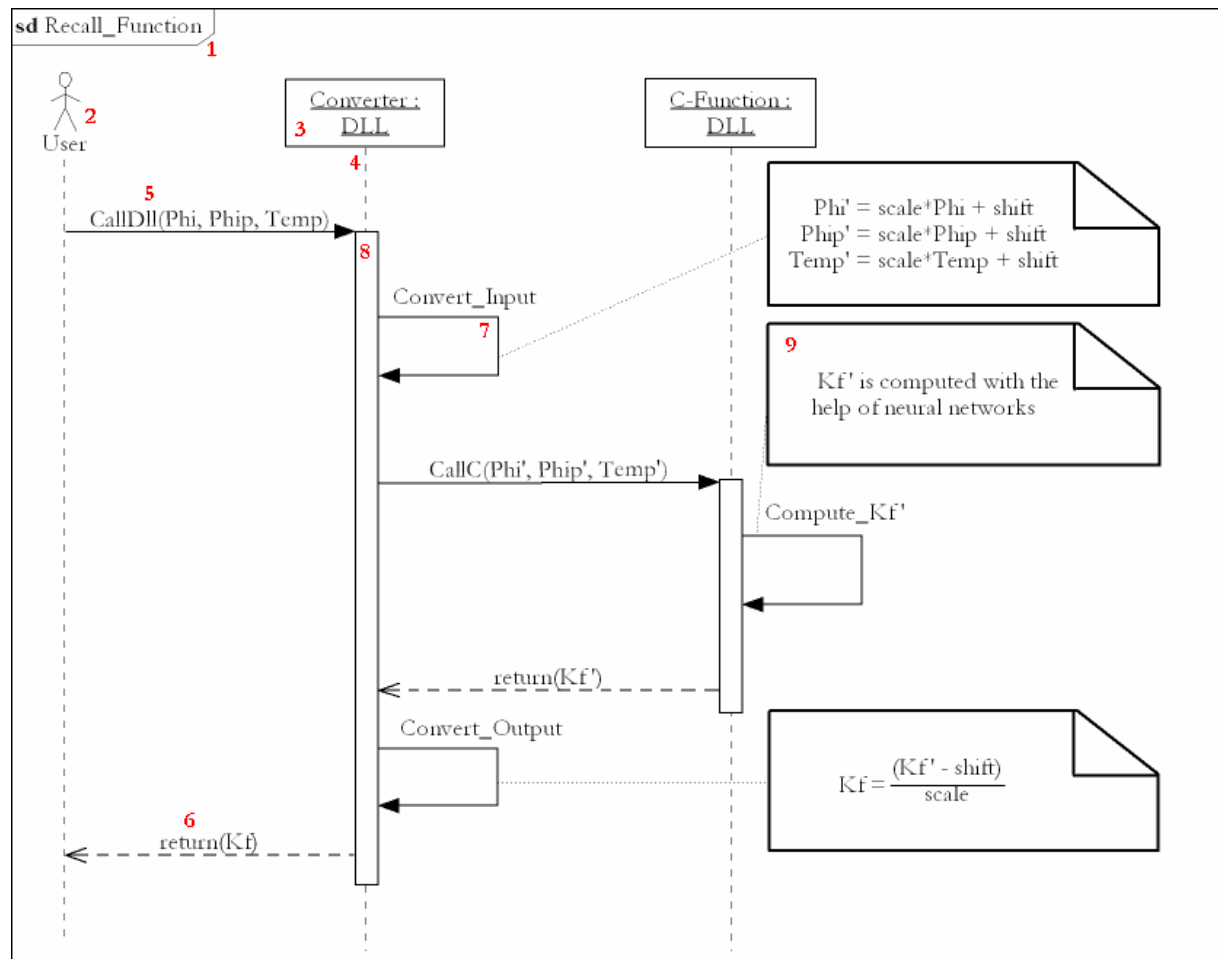 sd Recall_Function
1
2
User
3
Converter :
DLL
C-Function :
DLL
4
5
CallDll(Phi, Phip, Temp)
8
Phi' = scale*Phi + shift
Phip' = scale*Phip + shift
Temp' = scale*Temp + shift
Convert_Input
7
9
Kf' is computed with the
help of neural networks
CallC(Phi', Phip', Temp')
Compute_Kf'
return(Kf')
Convert_Output
Kf = (Kf' - shift)
scale
6
return(Kf)